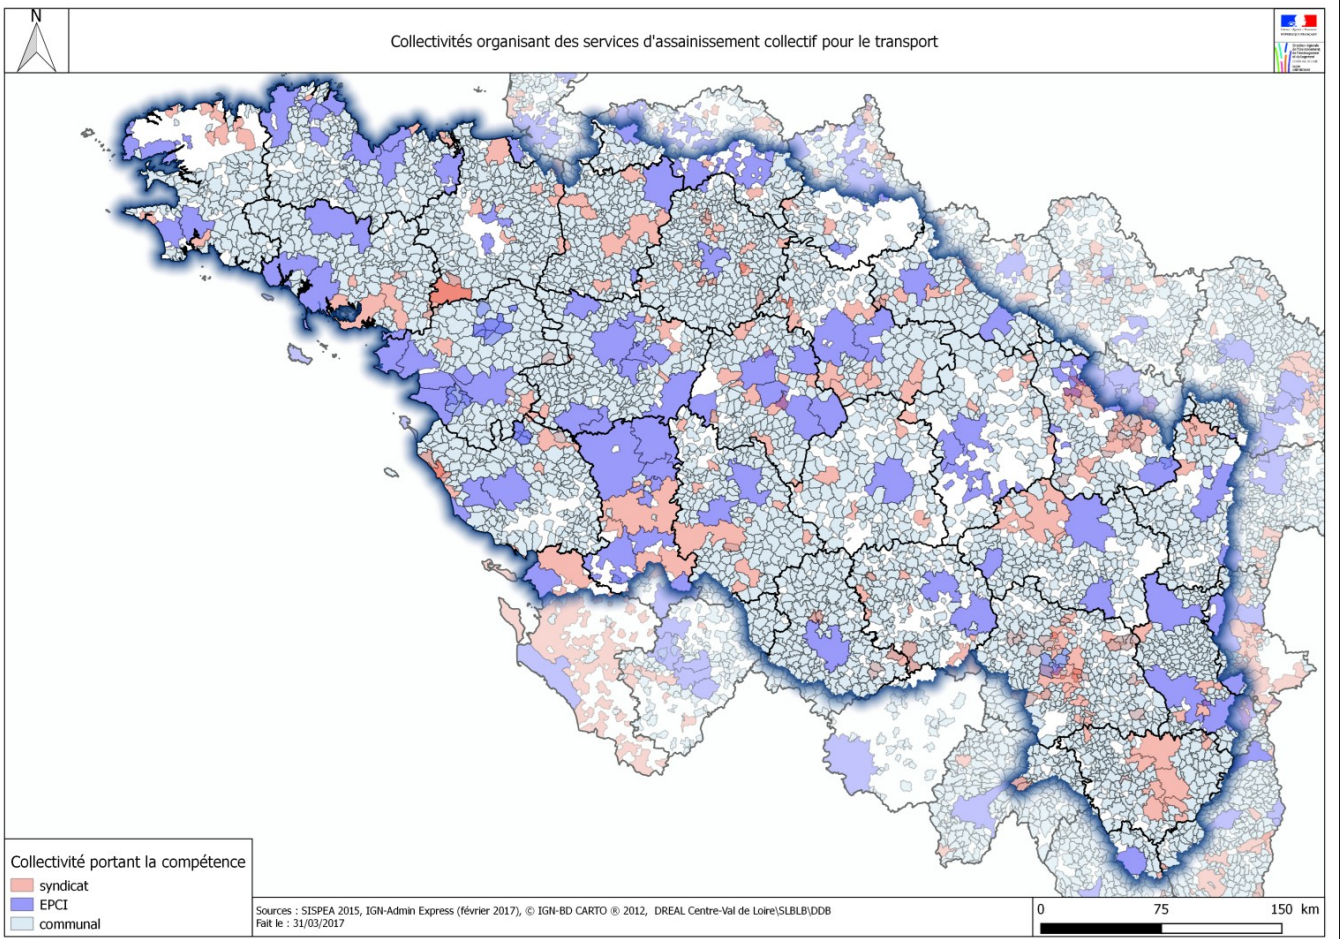 N
Collectivités organisant des services d'assainissement collectif pour le transport
Collectivité portant la compétence
syndicat
EPCI
communal
Sources : SISPEA 2015, IGN-Admin Express (février 2017), © IGN-BD CARTO ® 2012, DREAL Centre-Val de Loire\SLBLB\DDB
Fait le : 31/03/2017
0 75 150 km